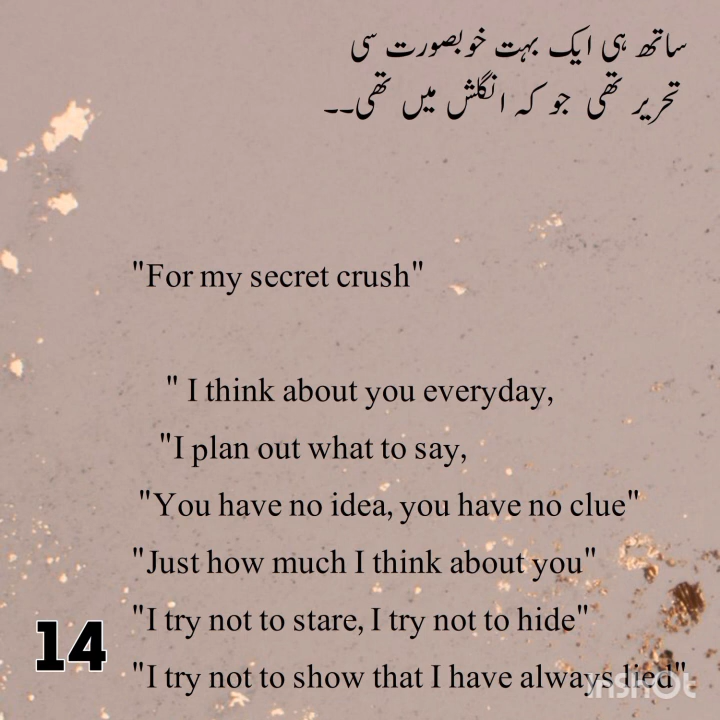 ساتھ ہی ایک بہت خوبصورت سی
تحریر تھی جو کہ انگلش میں تھی۔۔
"For my secret crush"
" I think about you everyday,
"I plan out what to say,
"You have no idea, you have no clue"
"Just how much I think about you"
"I try not to stare, I try not to hide"
"I try not to show that I have always lied"
14
InShOt